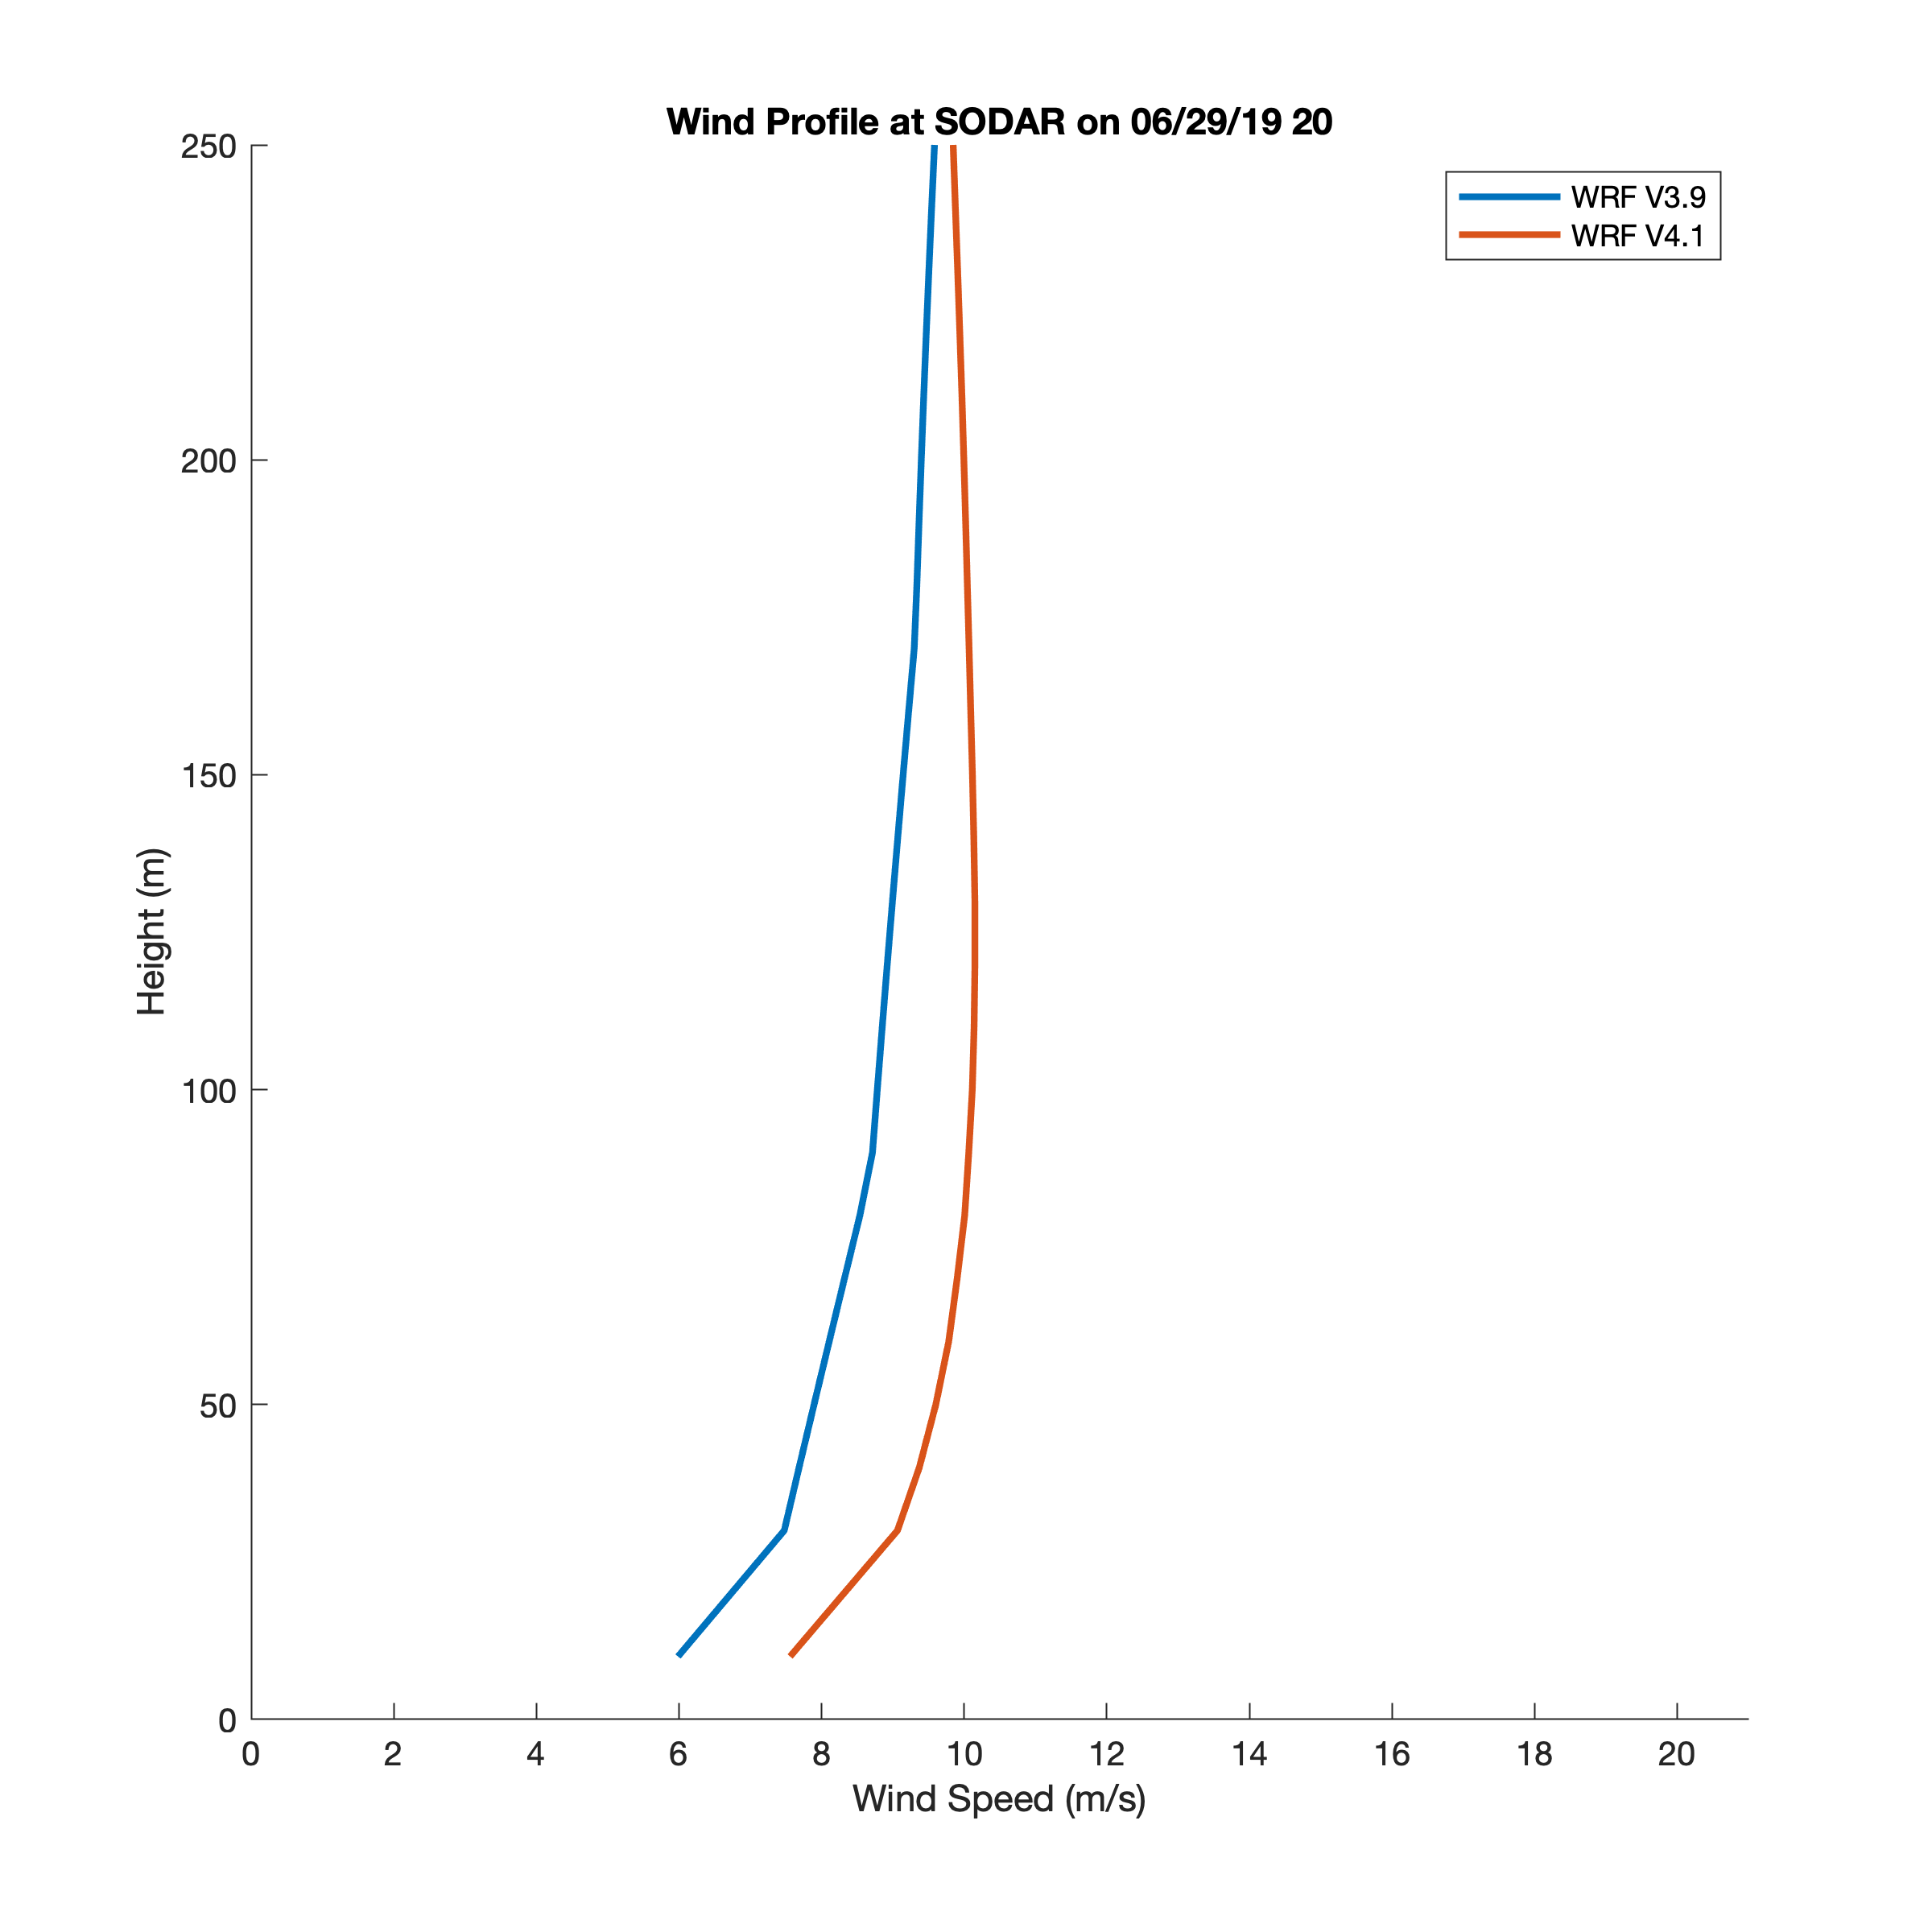 Wind Profile at SODAR on 06/29/19 20
WRF V3.9
WRF V4.1
250
200
150
100
50
0
Height (m)
0 2 4 6 8 10 12 14 16 18 20
Wind Speed (m/s)